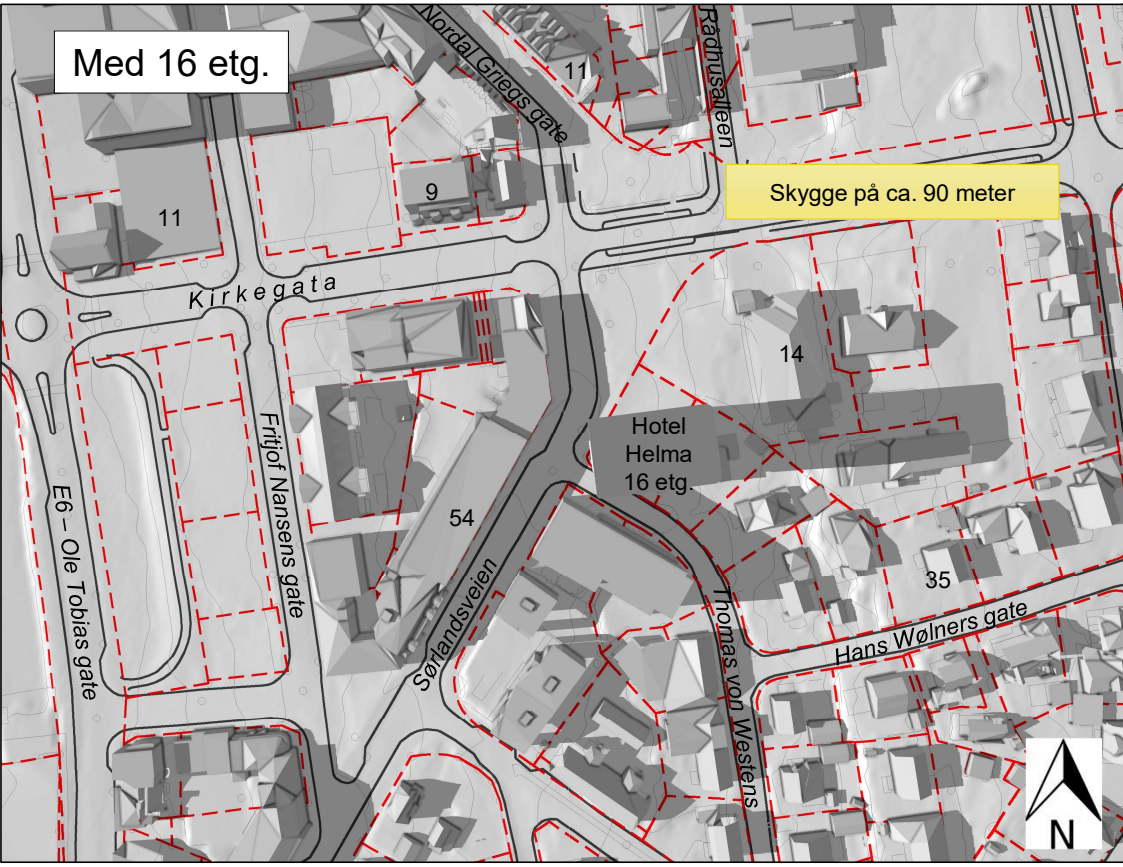 Med 16 etg.
Nordal Griegs gate
11
Rådhusalleen
9
Skygge på ca. 90 meter
11
Kirkegata
14
Hotel
Helma
16 etg.
Fritjof Nansens gate
E6 – Ole Tobias gate
54
Sørlandsveien
35
Thomas von Westens
Hans Wølners gate
N